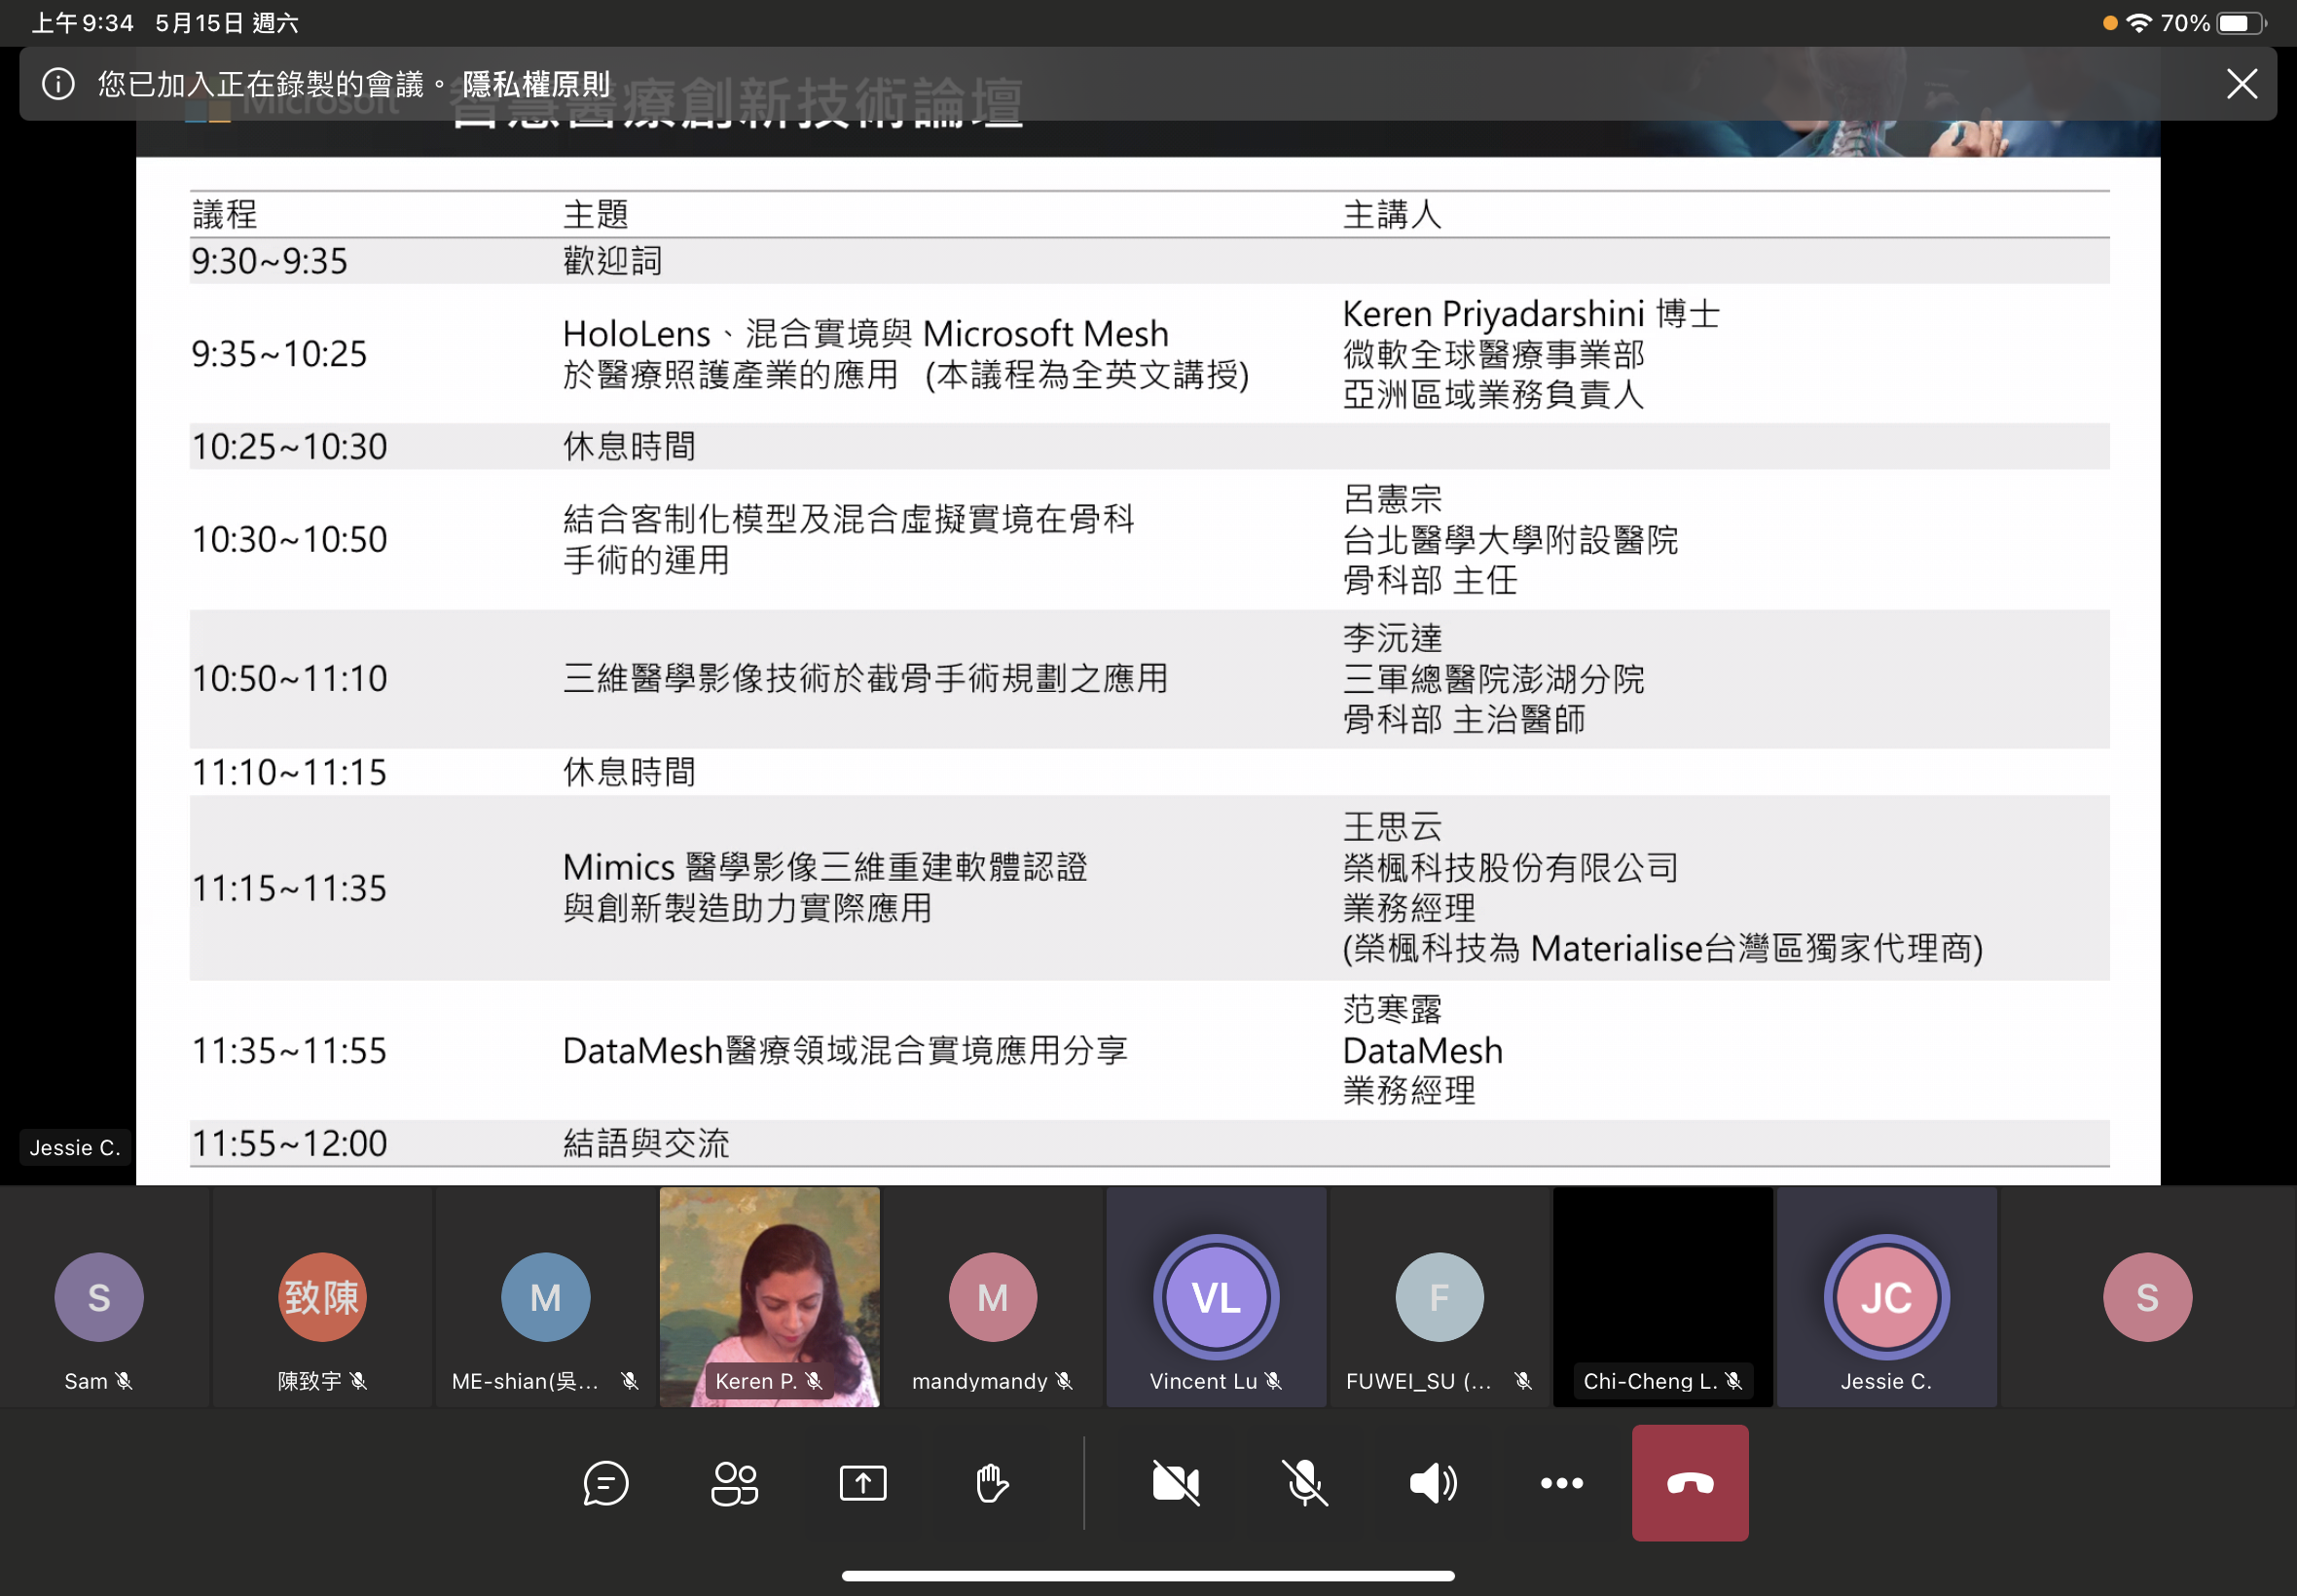 上午9:34 5月15日 週六
70%
您已加入正在錄製的會議。隱私權原則
Microsoft 智慧醫療創新技術論壇
議程 主題 主講人
9:30~9:35 歡迎詞
9:35~10:25
HoloLens、混合實境與 Microsoft Mesh
於醫療照護產業的應用 (本議程為全英文講授)
Keren Priyadarshini 博士
微軟全球醫療事業部
亞洲區域業務負責人
10:25~10:30 休息時間
10:30~10:50
結合客制化模型及混合虛擬實境在骨科
手術的運用
呂憲宗
台北醫學大學附設醫院
骨科部 主任
10:50~11:10
三維醫學影像技術於截骨手術規劃之應用
李沅達
三軍總醫院澎湖分院
骨科部 主治醫師
11:10~11:15 休息時間
11:15~11:35
Mimics 醫學影像三維重建軟體認證
與創新製造助力實際應用
王思云
榮楓科技股份有限公司
業務經理
(榮楓科技為 Materialise台灣區獨家代理商)
11:35~11:55
DataMesh醫療領域混合實境應用分享
范寒露
DataMesh
業務經理
11:55~12:00 結語與交流
Jessie C.
S
致陳
M
M
VL
F
JC
S
Sam
陳致宇
ME-shian(吳...
Keren P.
mandymandy
Vincent Lu
FUWEI_SU (...
Chi-Cheng L.
Jessie C.